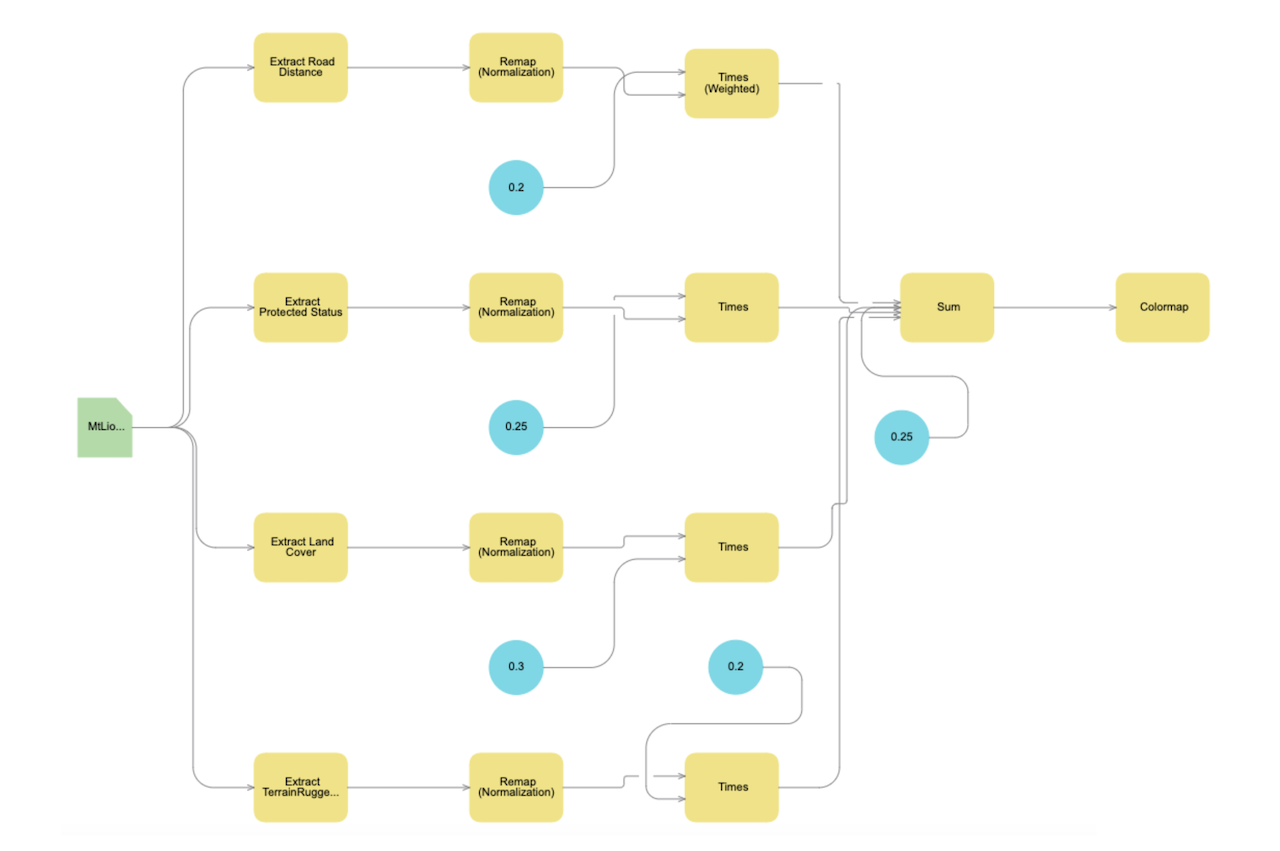 Extract Road
Distance
Remap
(Normalization)
Times
(Weighted)
0.2
Extract
Protected Status
Remap
(Normalization)
Times
Sum
Colormap
MtLio...
0.25
0.25
Extract Land
Cover
Remap
(Normalization)
Times
0.3
0.2
Extract
TerrainRugge...
Remap
(Normalization)
Times